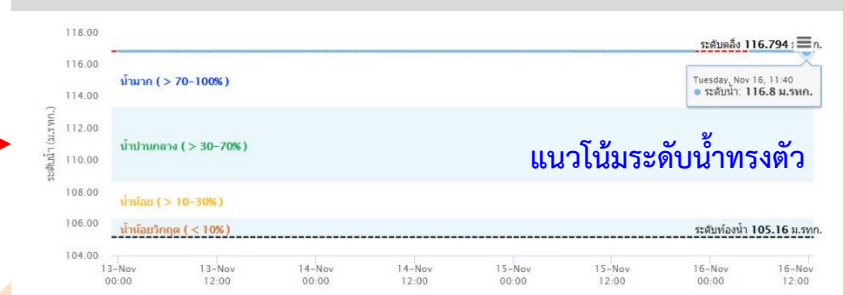 118.00
ระดับตลิ่ง 116.794 : ก.
116.00
น้ำมาก ( > 70-100% )
Tuesday, Nov 16, 11:40
ระดับน้ำ: 116.8 ม.รทก.
114.00
ระดับน้ำ (ม.รทก.)
112.00
น้ำปานกลาง ( > 30-70% )
110.00
แนวโน้มระดับน้ำทรงตัว
108.00
น้ำน้อย ( > 10-30% )
106.00
น้ำน้อยวิกฤต ( < 10% )
ระดับท้องน้ำ 105.16 ม.รทก.
104.00
13-Nov 13-Nov 14-Nov 14-Nov 15-Nov 15-Nov 16-Nov 16-Nov
00:00 12:00 00:00 12:00 00:00 12:00 00:00 12:00